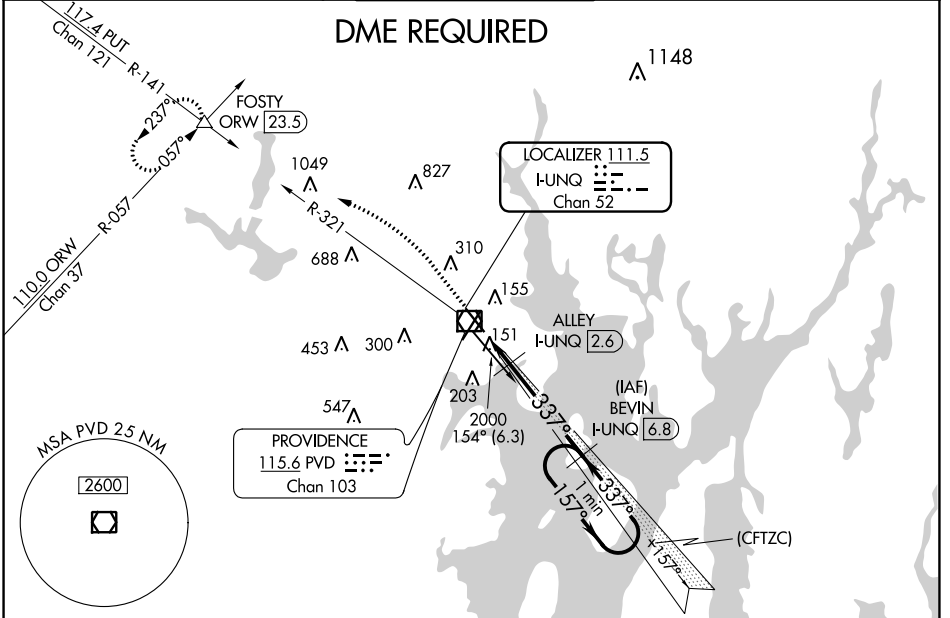 DME REQUIRED
117.4 PUT
Chan 121
R-141
1148
FOSTY
ORW 23.5
237°
057°
LOCALIZER 111.5
I-UNQ
Chan 52
1049
827
R-321
R-057
110.0 ORW
Chan 37
688
310
155
151
ALLEY
I-UNQ 2.6
453
300
203
2000
154° (6.3)
337°
(IAF)
BEVIN
I-UNQ 6.8
547
PROVIDENCE
115.6 PVD
Chan 103
MSA PVD 25 NM
2600
1 min
157°
337°
(CFTZC)
x157°